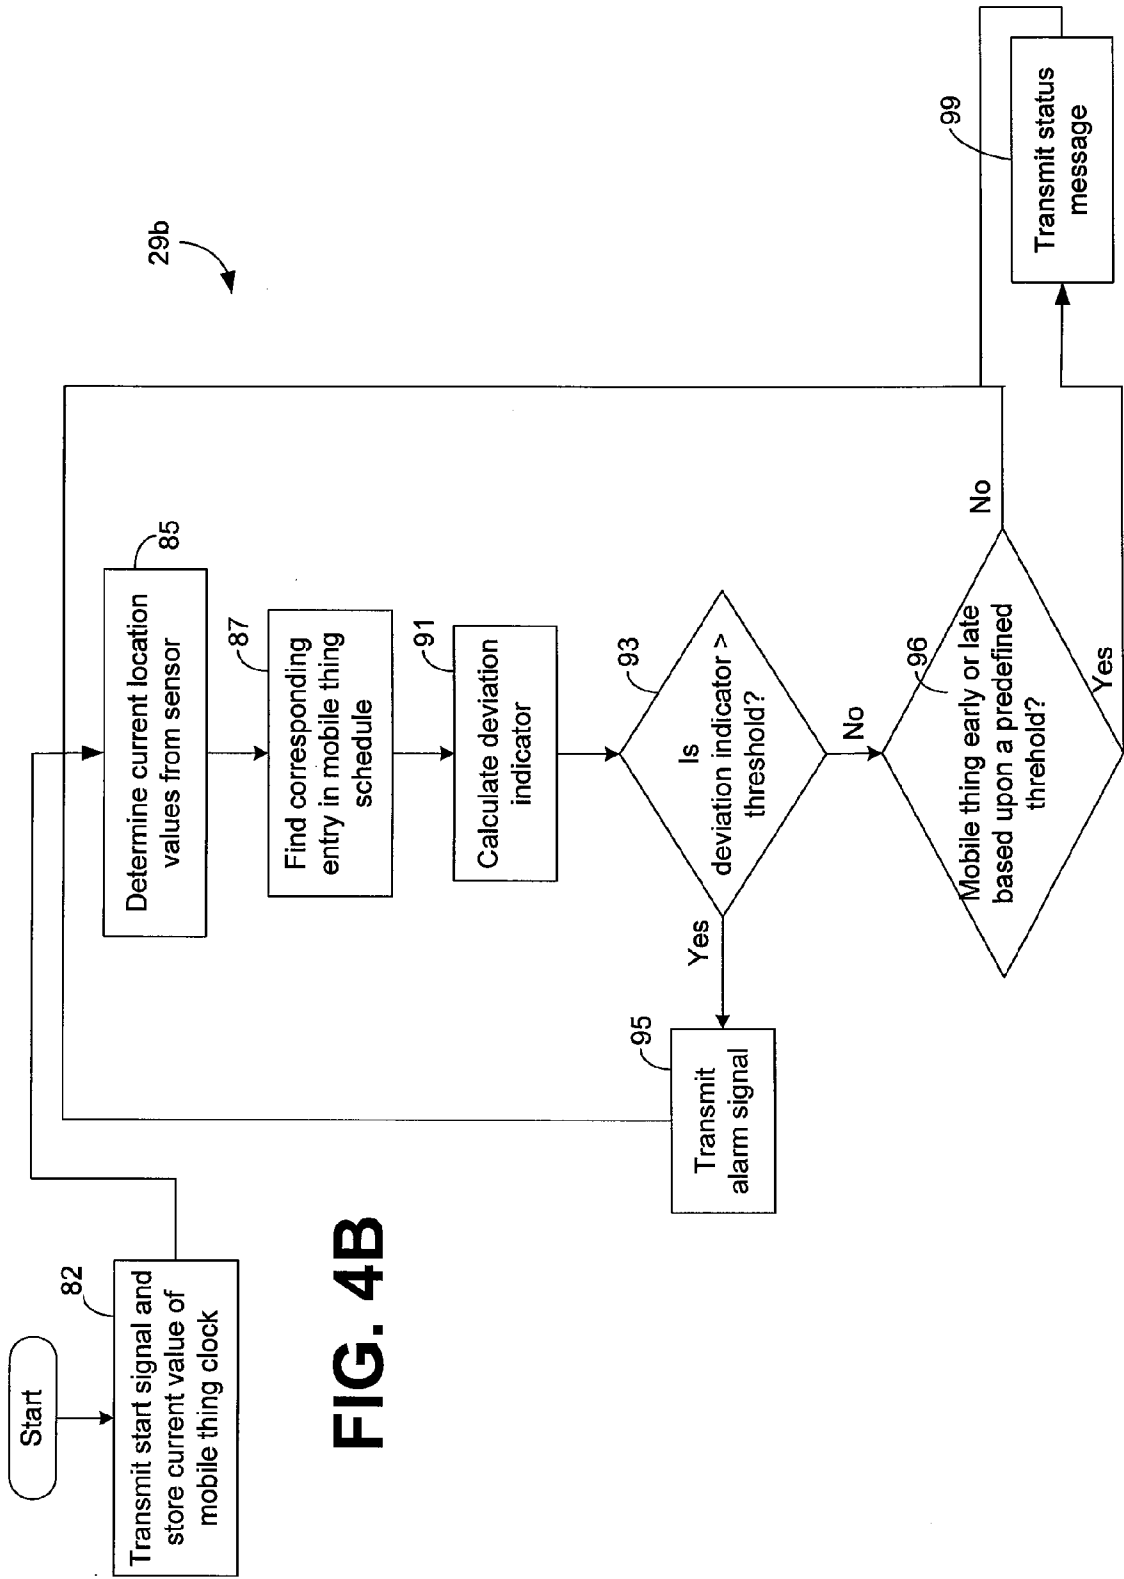 Start
82
Transmit start signal and
store current value of
mobile thing clock
85
Determine current location
values from sensor
87
Find corresponding
entry in mobile thing
schedule
91
Calculate deviation
indicator
93
Is
deviation indicator >
threshold?
Yes
No
95
Transmit
alarm signal
96
Mobile thing early or late
based upon a predefined
threhold?
No
Yes
99
Transmit status
message
29b
FIG. 4B